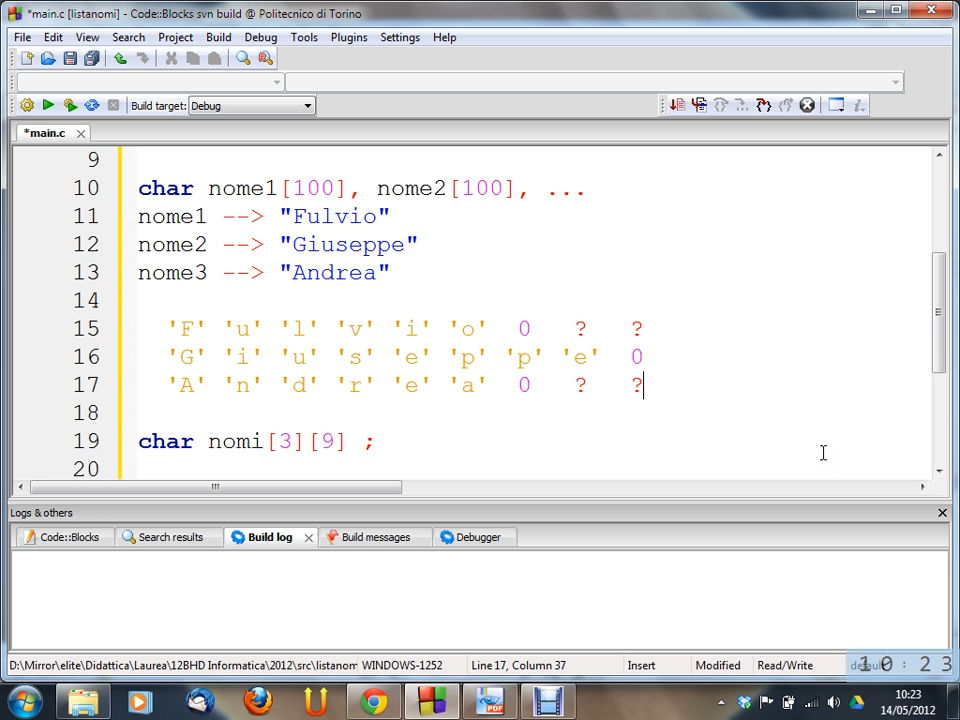 *main.c [listanomi] - Code::Blocks svn build @ Politecnico di Torino
File Edit View Search Project Build Debug Tools Plugins Settings Help
Build target: Debug
*main.c
9
10 char nome1[100], nome2[100], ...
11 nome1 --> "Fulvio"
12 nome2 --> "Giuseppe"
13 nome3 --> "Andrea"
14
15 'F' 'u' 'l' 'v' 'i' 'o' 0 ? ?
16 'G' 'i' 'u' 's' 'e' 'p' 'p' 'e' 0
17 'A' 'n' 'd' 'r' 'e' 'a' 0 ? ?
18
19 char nomi[3][9] ;
20
Logs & others
Code::Blocks Search results Build log Build messages Debugger
D:\Mirror\elite\Didattica\Laurea\12BHD Informatica\2012\src\listanom WINDOWS-1252 Line 17, Column 37 Insert Modified Read/Write
10:23
PDF
10:23
14/05/2012